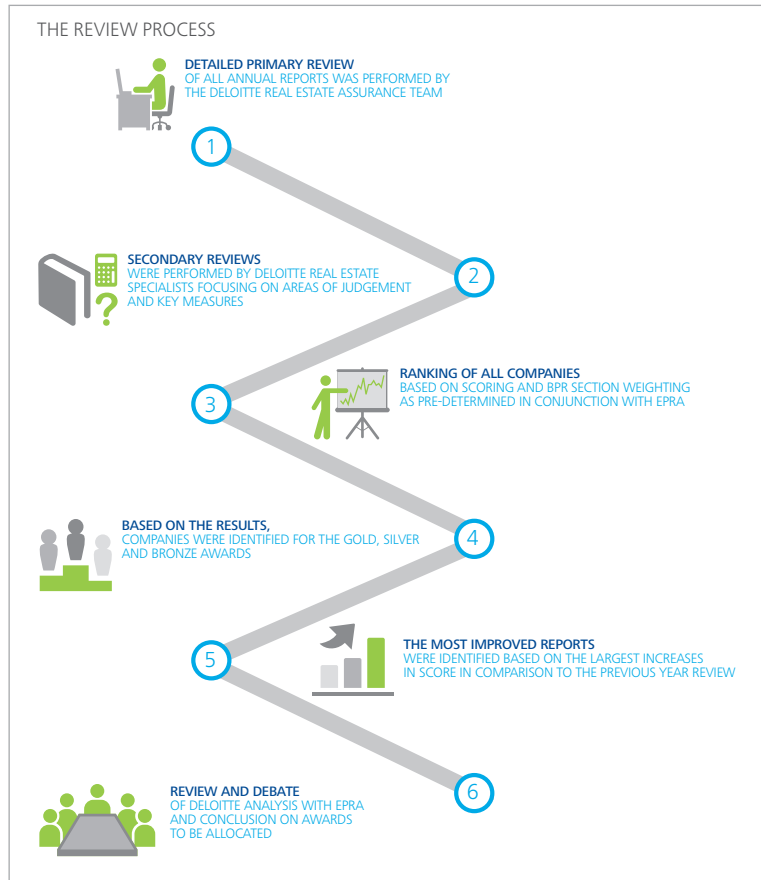 THE REVIEW PROCESS
DETAILED PRIMARY REVIEW
OF ALL ANNUAL REPORTS WAS PERFORMED BY
THE DELOITTE REAL ESTATE ASSURANCE TEAM
1
SECONDARY REVIEWS
WERE PERFORMED BY DELOITTE REAL ESTATE
SPECIALISTS FOCUSING ON AREAS OF JUDGEMENT
AND KEY MEASURES
2
RANKING OF ALL COMPANIES
BASED ON SCORING AND BPR SECTION WEIGHTING
AS PRE-DETERMINED IN CONJUNCTION WITH EPRA
3
BASED ON THE RESULTS,
COMPANIES WERE IDENTIFIED FOR THE GOLD, SILVER
AND BRONZE AWARDS
4
THE MOST IMPROVED REPORTS
WERE IDENTIFIED BASED ON THE LARGEST INCREASES
IN SCORE IN COMPARISON TO THE PREVIOUS YEAR REVIEW
5
REVIEW AND DEBATE
OF DELOITTE ANALYSIS WITH EPRA
AND CONCLUSION ON AWARDS
TO BE ALLOCATED
6